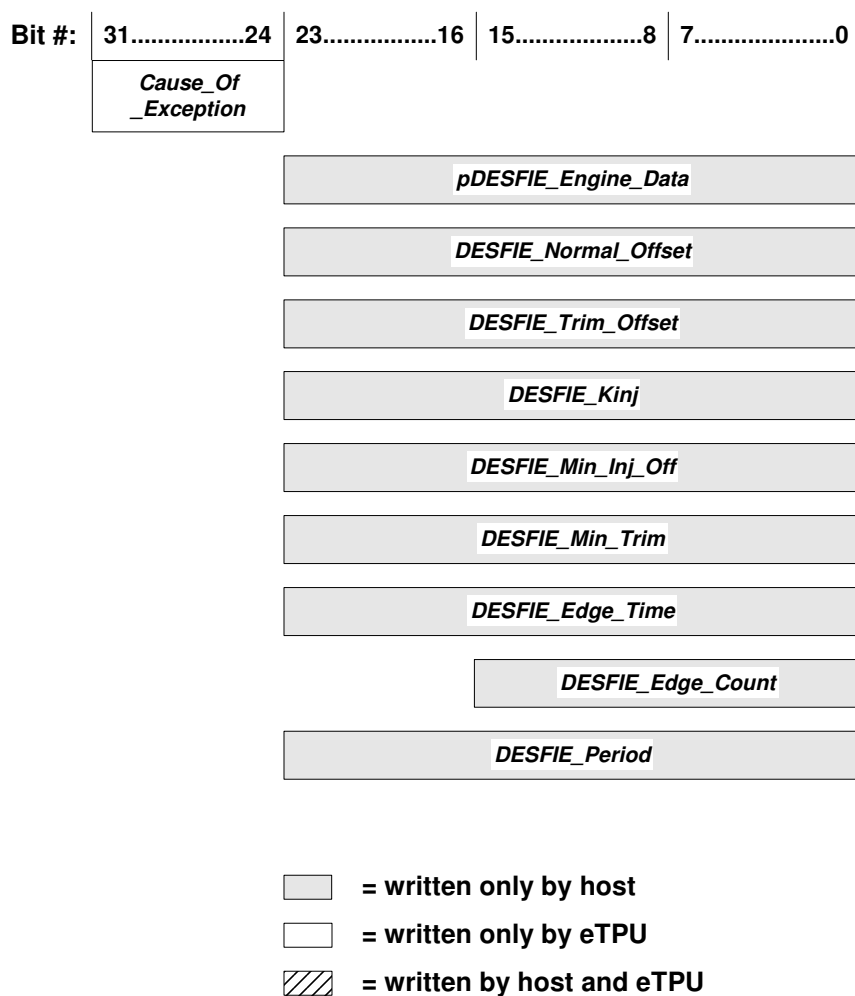 Bit #: 31.................24 23.................16 15...................8 7.....................0
Cause_Of
_Exception
pDESFIE_Engine_Data
DESFIE_Normal_Offset
DESFIE_Trim_Offset
DESFIE_Kinj
DESFIE_Min_Inj_Off
DESFIE_Min_Trim
DESFIE_Edge_Time
DESFIE_Edge_Count
DESFIE_Period
= written only by host
= written only by eTPU
= written by host and eTPU